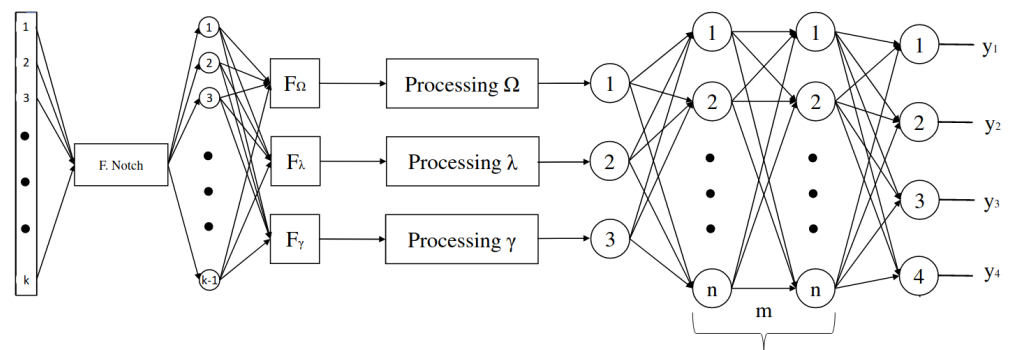 1
2
3
k
F. Notch
1
2
3
k-1
FΩ
Fλ
Fγ
Processing Ω
Processing λ
Processing γ
1
2
3
1
2
n
1
2
n
m
1
2
3
4
y1
y2
y3
y4